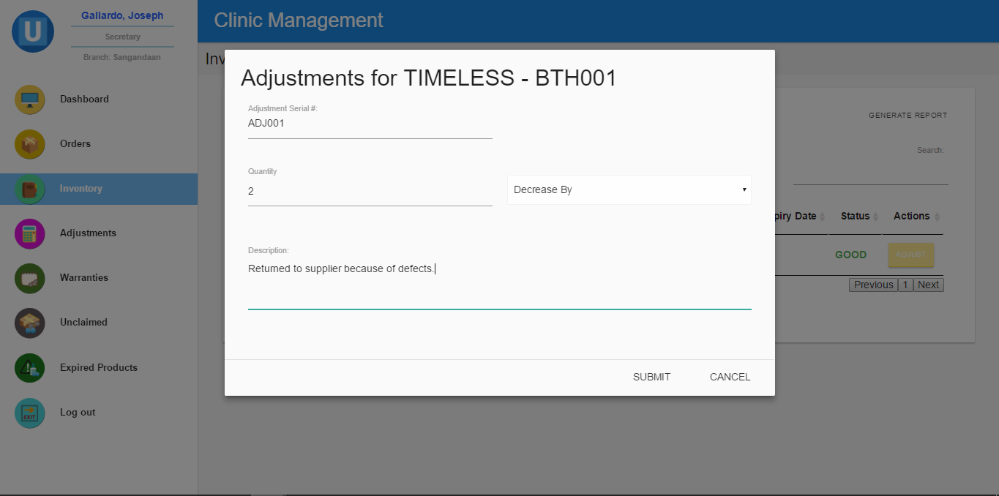 U
Gallardo, Joseph
Secretary
Branch: Sangandaan
Dashboard
Orders
Inventory
Adjustments
Warranties
Unclaimed
Expired Products
EXIT
Log out
Clinic Management
Inv
GENERATE REPORT
Search:
piry Date Status Actions
GOOD ADJUST
Previous 1 Next
Adjustments for TIMELESS - BTH001
Adjustment Serial #:
ADJ001
Quantity
2
Decrease By
Description:
Returned to supplier because of defects.
SUBMIT CANCEL